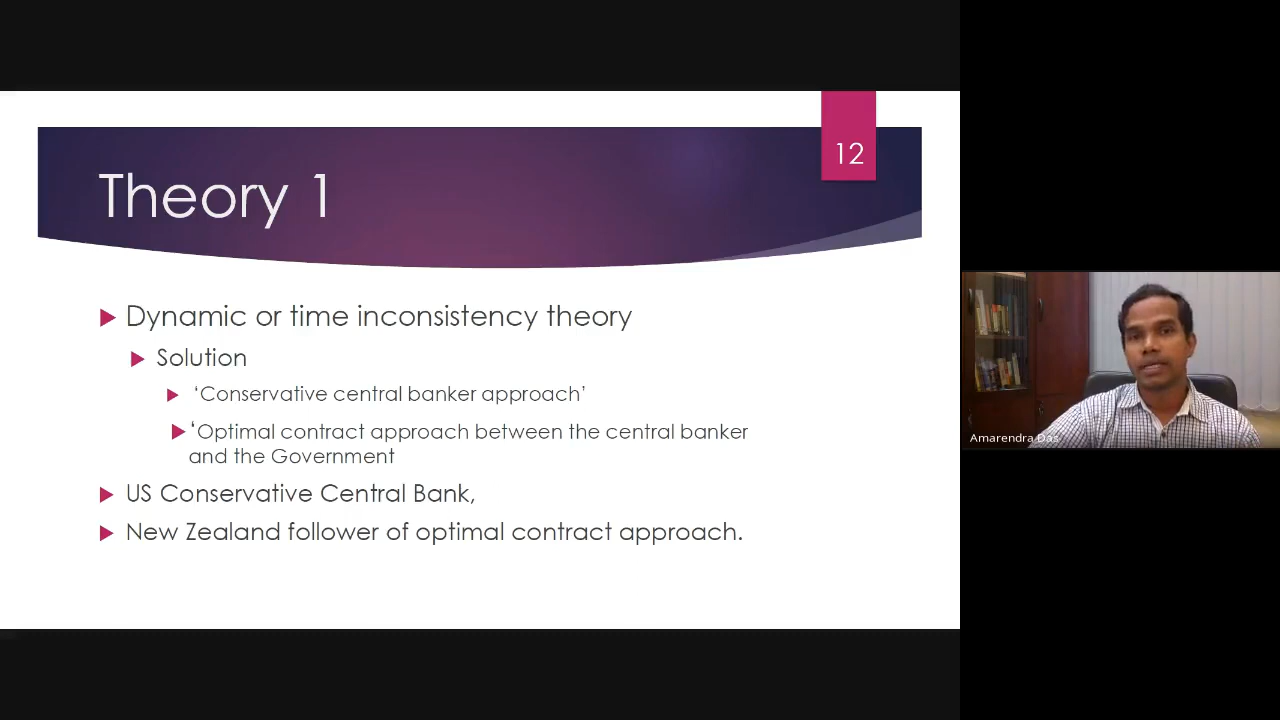 12
Theory 1
Dynamic or time inconsistency theory
Solution
‘Conservative central banker approach’
‘Optimal contract approach between the central banker
and the Government
US Conservative Central Bank,
New Zealand follower of optimal contract approach.
Amarendra Das